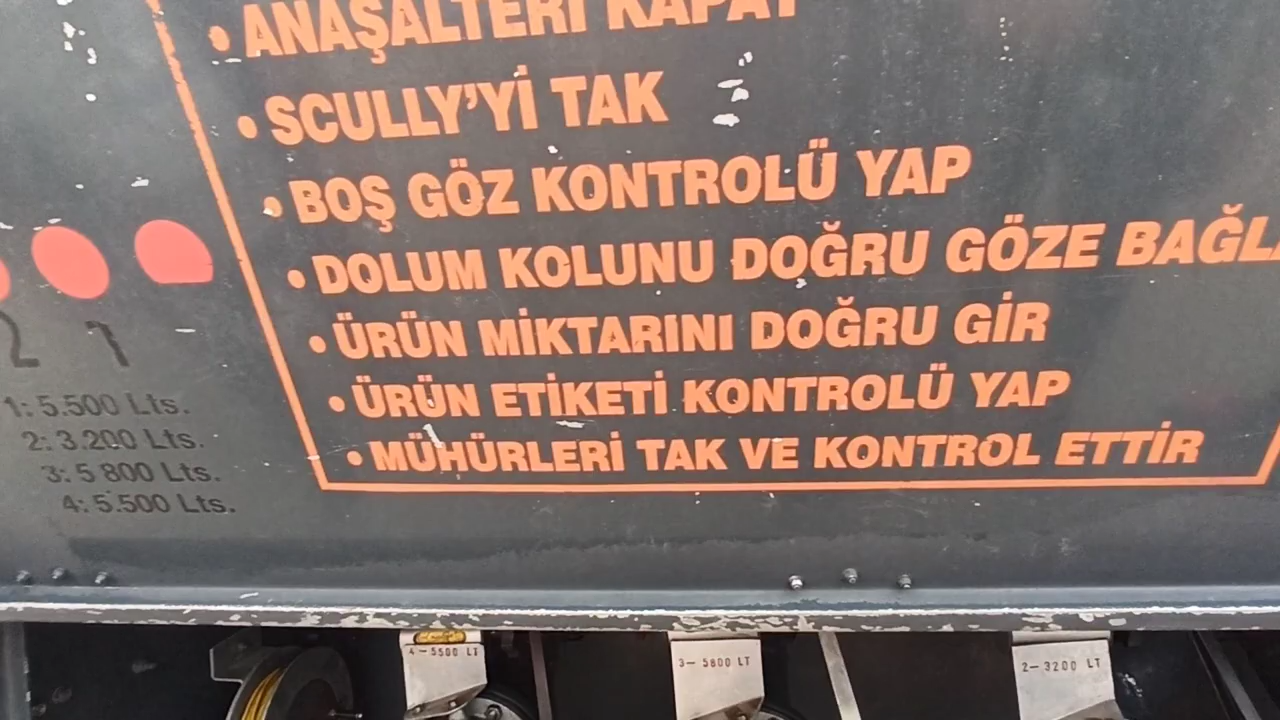 • ANAŞALTERİ KAPAT
• SCULLY'Yİ TAK
• BOŞ GÖZ KONTROLÜ YAP
• DOLUM KOLUNU DOĞRU GÖZE BAĞLA
• ÜRÜN MİKTARINI DOĞRU GİR
• ÜRÜN ETİKETİ KONTROLÜ YAP
• MÜHÜRLERİ TAK VE KONTROL ETTİR
2 1
1: 5.500 Lts.
2: 3.200 Lts.
3: 5 800 Lts.
4: 5.500 Lts.
4-5500 LT
3-5800 LT
2-3200 LT